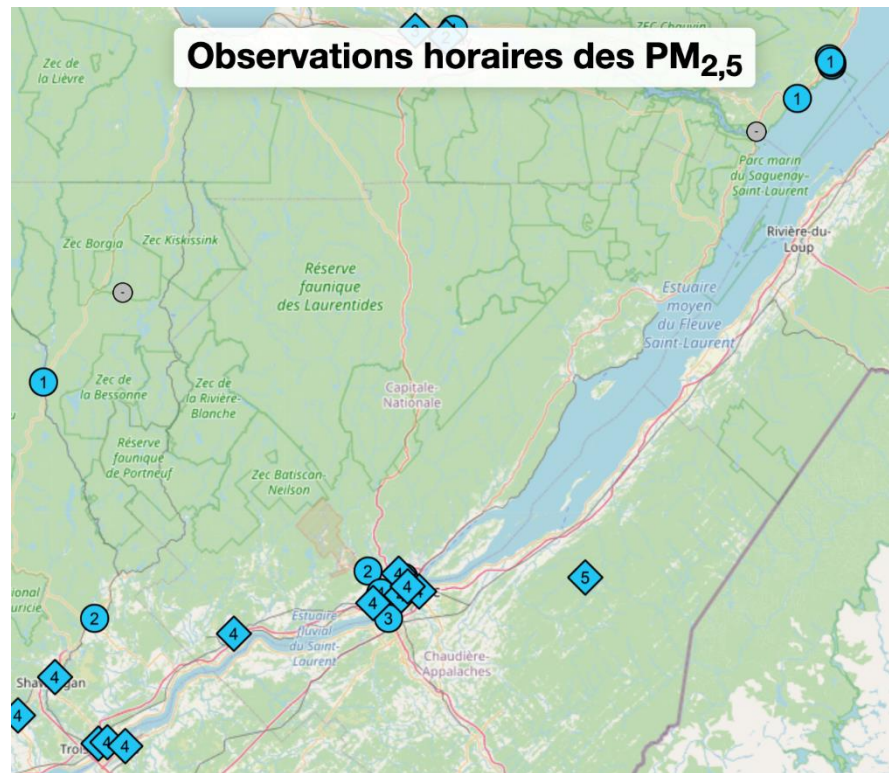 Observations horaires des PM2,5
ZEC Chauvin
Zec de
la Lièvre
1
1
-
Parc marin
du Saguenay-
Saint-Laurent
Rivière-du-
Loup
Zec Borgia
Zec Kiskissink
Réserve
faunique
des Laurentides
Estuaire
moyen
du Fleuve
Saint-Laurent
-
1
Zec de
la Bessonne
Zec de
la Rivière-
Blanche
Capitale-
Nationale
Réserve
faunique
de Portneuf
Zec Batiscan-
Neilson
2
4
4
4
5
3
2
4
Estuaire
fluvial
du Saint-
Laurent
Chaudière-
Appalaches
4
4
4
4